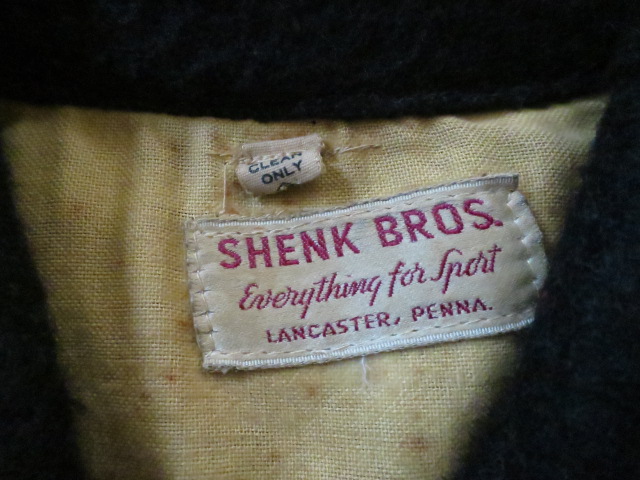 CLEAN
ONLY
SHENK BROS.
Everything for Sport
LANCASTER, PENNA.